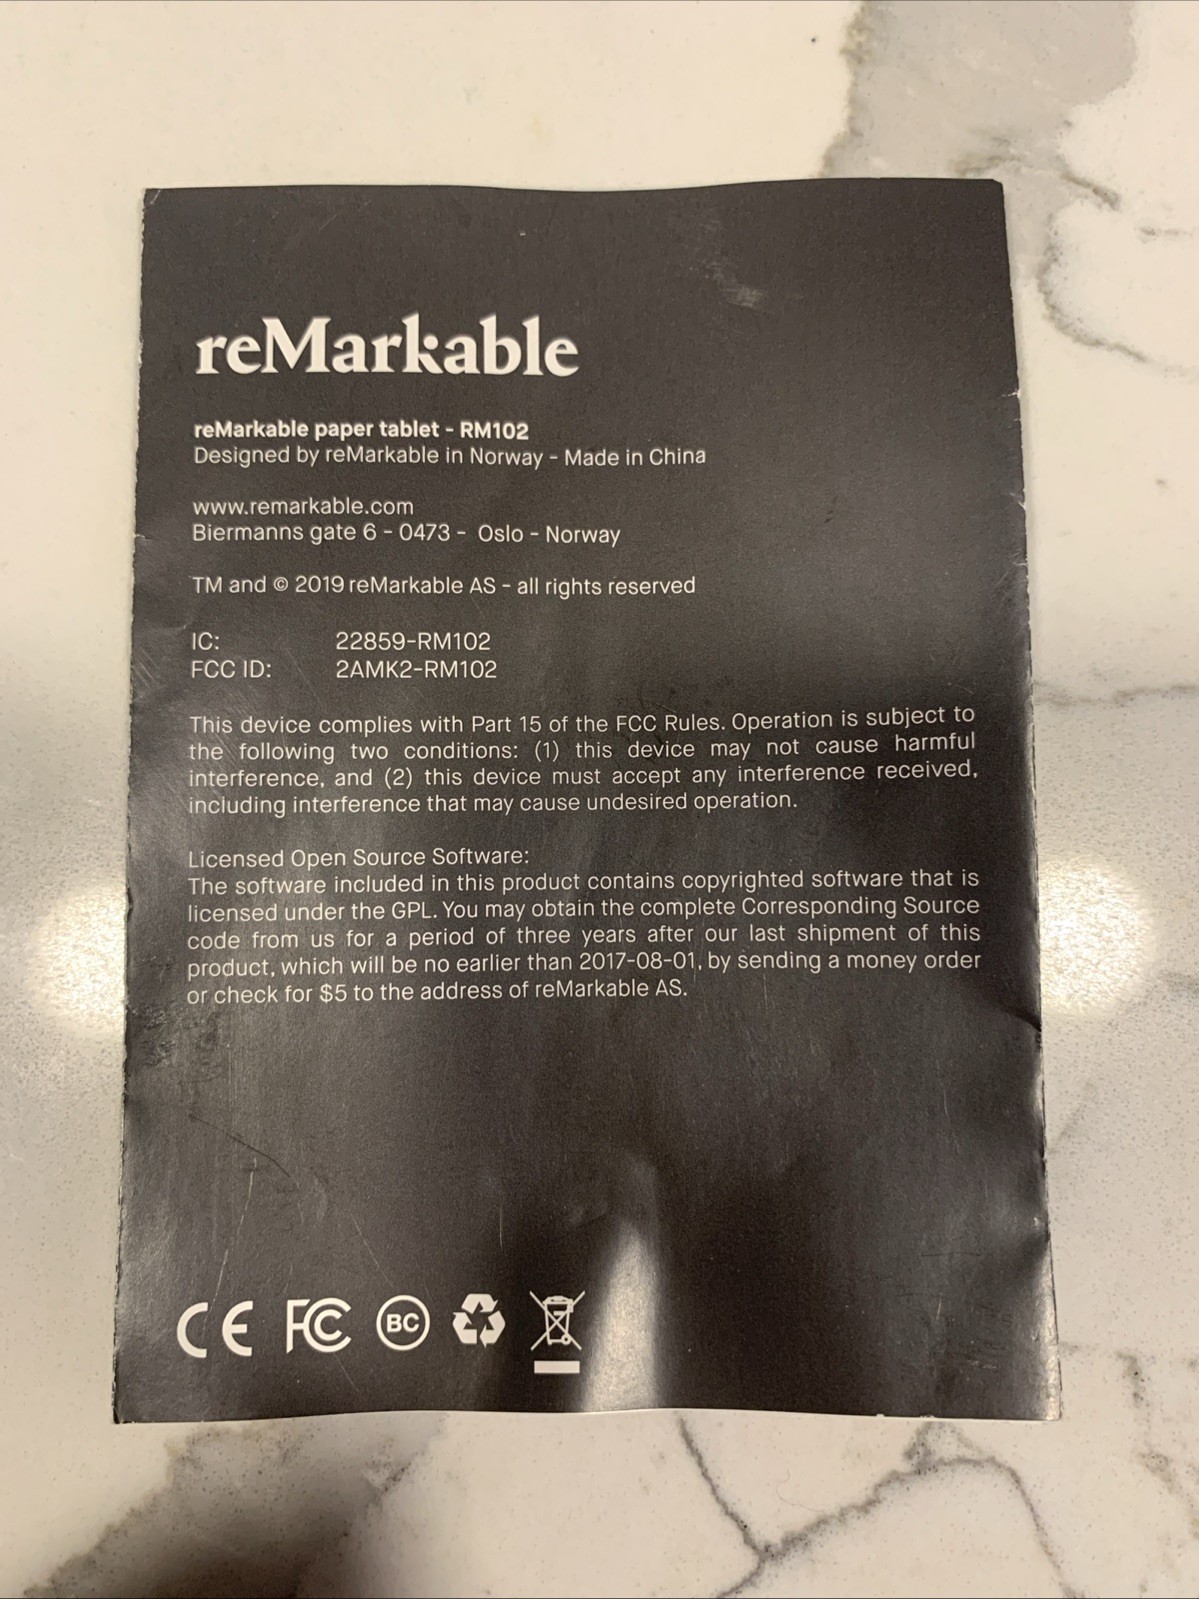 reMarkable
reMarkable paper tablet - RM102
Designed by reMarkable in Norway - Made in China
www.remarkable.com
Biermanns gate 6 - 0473 - Oslo - Norway
TM and © 2019 reMarkable AS - all rights reserved
IC: 22859-RM102
FCC ID: 2AMK2-RM102
This device complies with Part 15 of the FCC Rules. Operation is subject to
the following two conditions: (1) this device may not cause harmful
interference, and (2) this device must accept any interference received,
including interference that may cause undesired operation.
Licensed Open Source Software:
The software included in this product contains copyrighted software that is
licensed under the GPL. You may obtain the complete Corresponding Source
code from us for a period of three years after our last shipment of this
product, which will be no earlier than 2017-08-01, by sending a money order
or check for $5 to the address of reMarkable AS.
CE FC BC